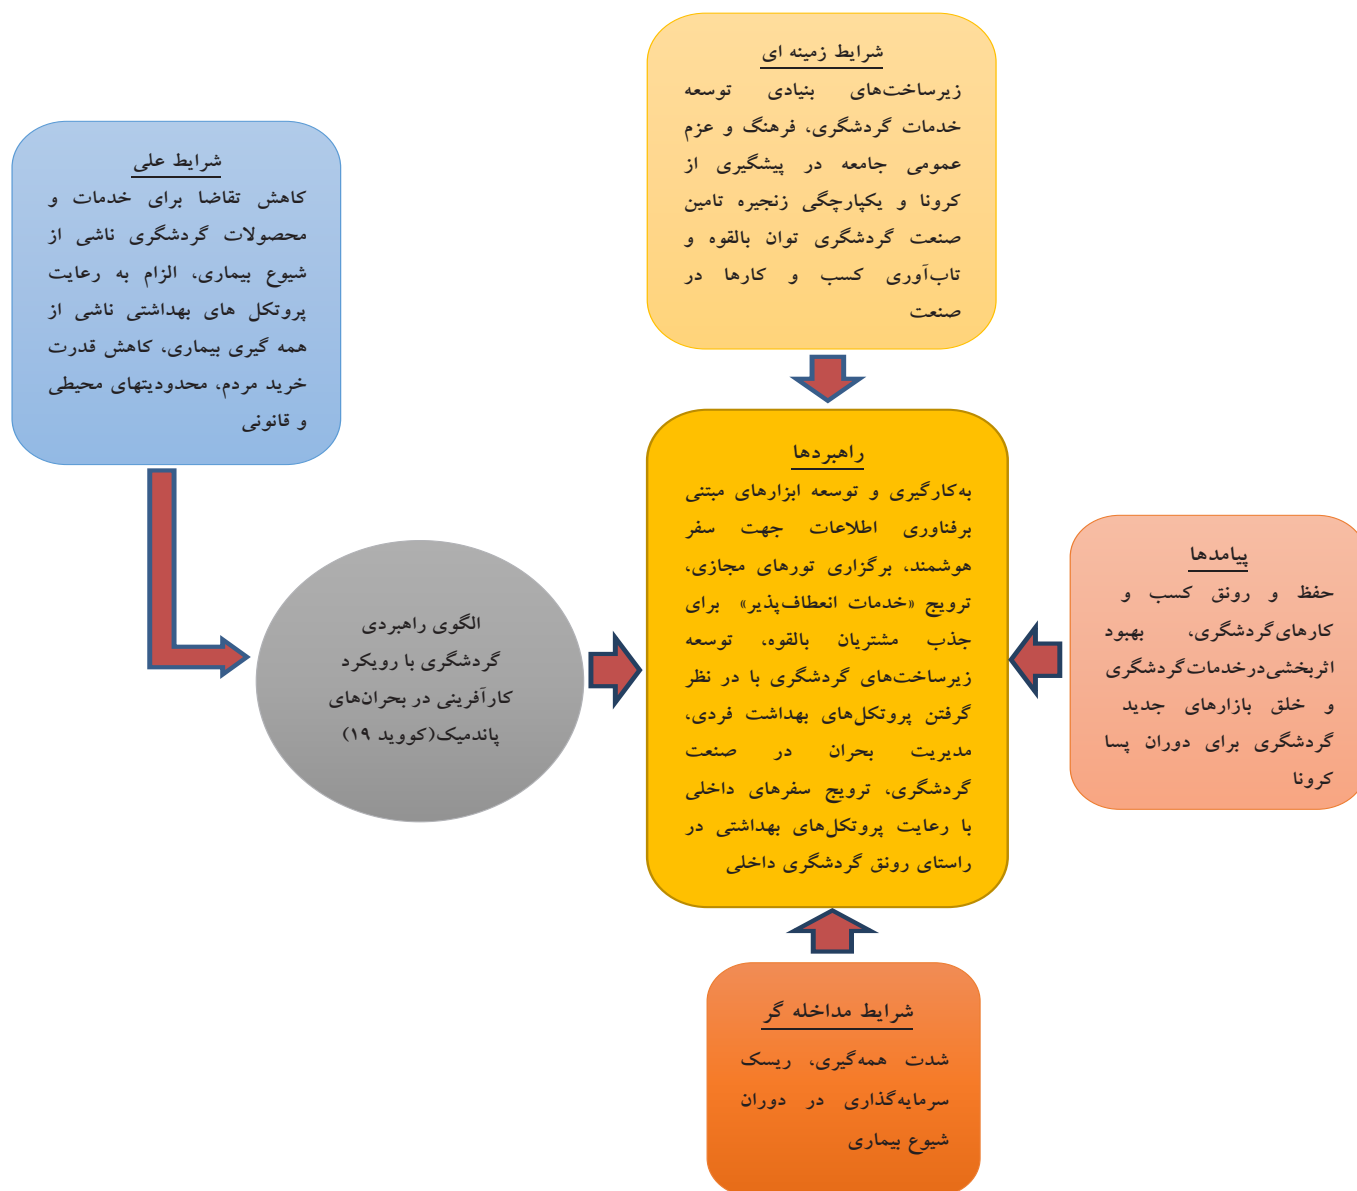 شرایط زمینه ای
زیرساخت‌های بنیادی توسعه
خدمات گردشگری، فرهنگ و عزم
عمومی جامعه در پیشگیری از
کرونا و یکپارچگی زنجیره تامین
صنعت گردشگری توان بالقوه و
تاب‌آوری کسب و کارها در
صنعت
شرایط علی
کاهش تقاضا برای خدمات و
محصولات گردشگری ناشی از
شیوع بیماری، الزام به رعایت
پروتکل های بهداشتی ناشی از
همه گیری بیماری، کاهش قدرت
خرید مردم، محدودیتهای محیطی
و قانونی
راهبردها
به‌کارگیری و توسعه ابزارهای مبتنی
برفناوری اطلاعات جهت سفر
هوشمند، برگزاری تورهای مجازی،
ترویج «خدمات انعطاف‌پذیر» برای
جذب مشتریان بالقوه، توسعه
زیرساخت‌های گردشگری با در نظر
گرفتن پروتکل‌های بهداشت فردی،
مدیریت بحران در صنعت
گردشگری، ترویج سفرهای داخلی
با رعایت پروتکل‌های بهداشتی در
راستای رونق گردشگری داخلی
پیامدها
حفظ و رونق کسب و
کارهای‌گردشگری، بهبود
اثربخشی‌درخدمات‌گردشگری
و خلق بازارهای جدید
گردشگری برای دوران پسا
کرونا
الگوی راهبردی
گردشگری با رویکرد
کارآفرینی در بحران‌های
پاندمیک(کووید ۱۹)
شرایط مداخله گر
شدت همه‌گیری، ریسک
سرمایه‌گذاری در دوران
شیوع بیماری